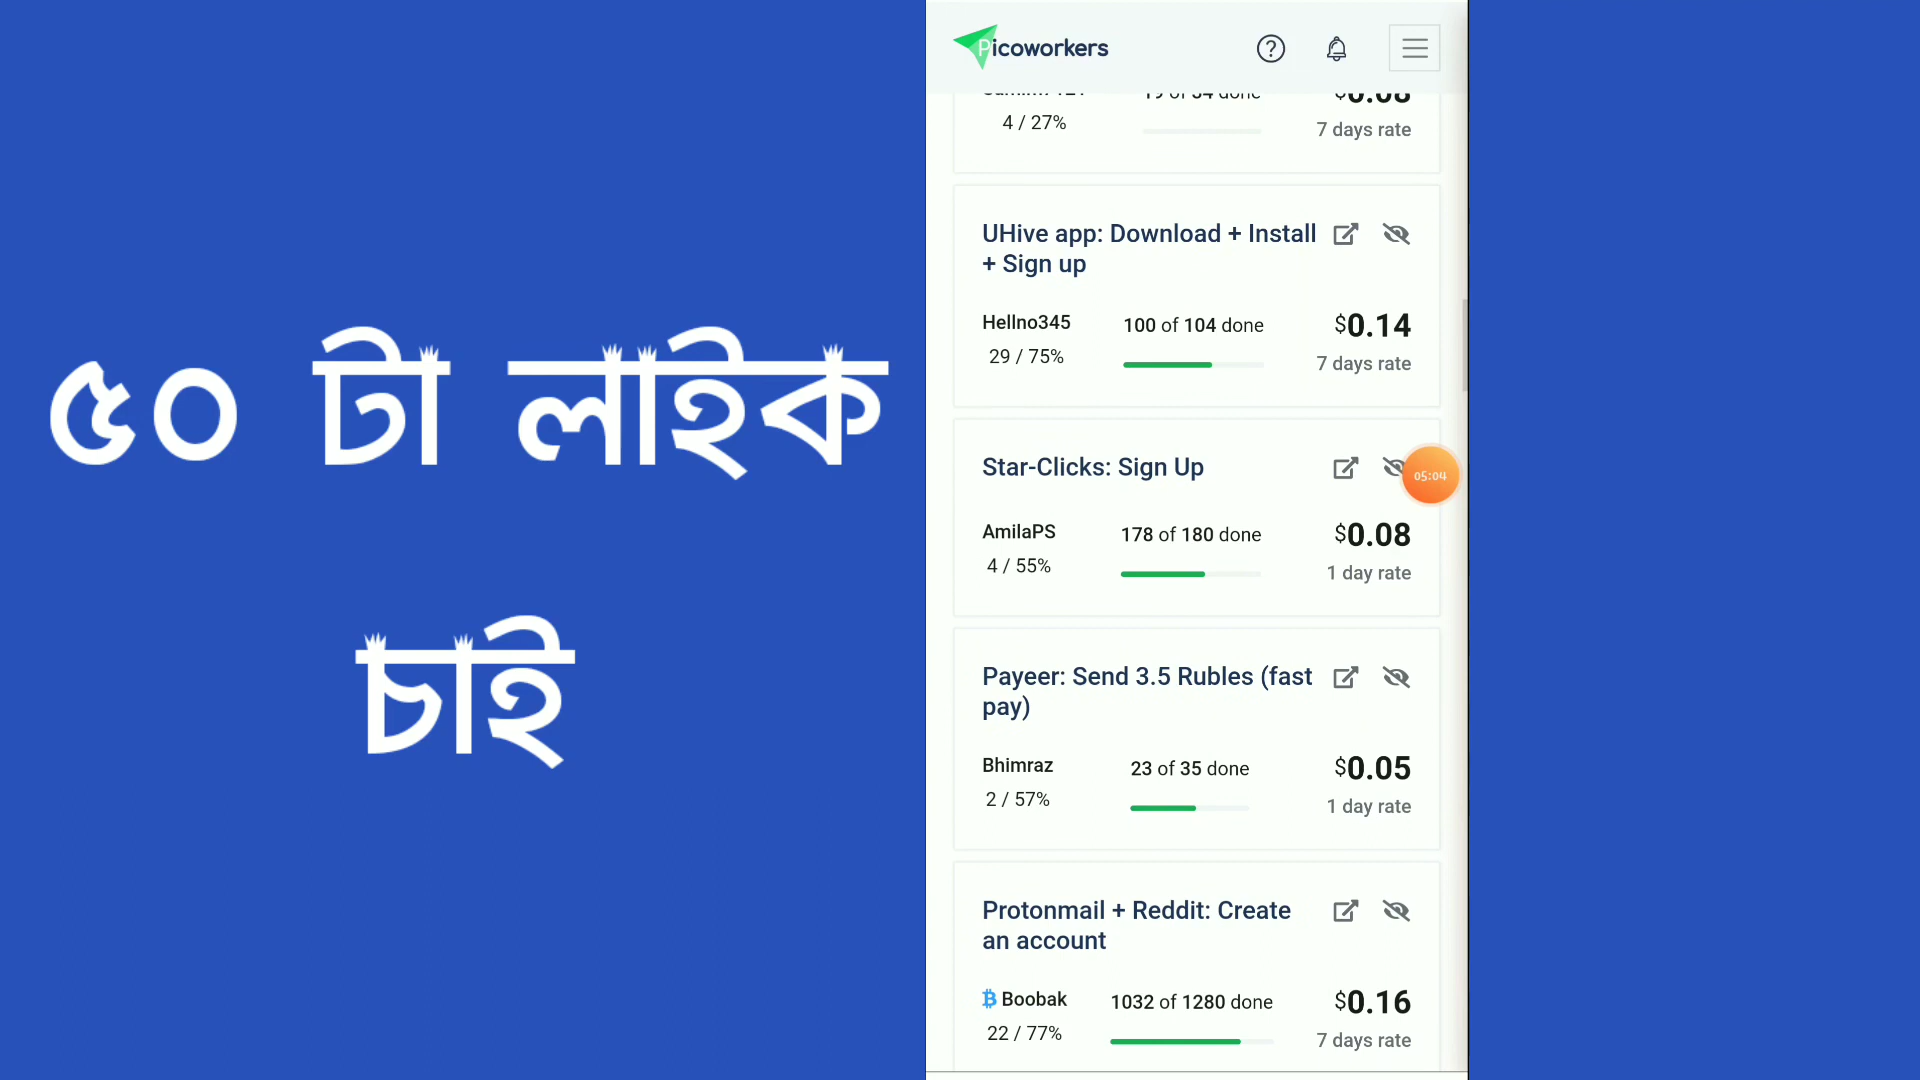 ৫০ টা লাইক
চাই
Picoworkers
4 / 27%
7 days rate
UHive app: Download + Install
+ Sign up
Hellno345
100 of 104 done
$0.14
29 / 75%
7 days rate
Star-Clicks: Sign Up
05:04
AmilaPS
178 of 180 done
$0.08
4 / 55%
1 day rate
Payeer: Send 3.5 Rubles (fast
pay)
Bhimraz
23 of 35 done
$0.05
2 / 57%
1 day rate
Protonmail + Reddit: Create
an account
Boobak
1032 of 1280 done
$0.16
22 / 77%
7 days rate